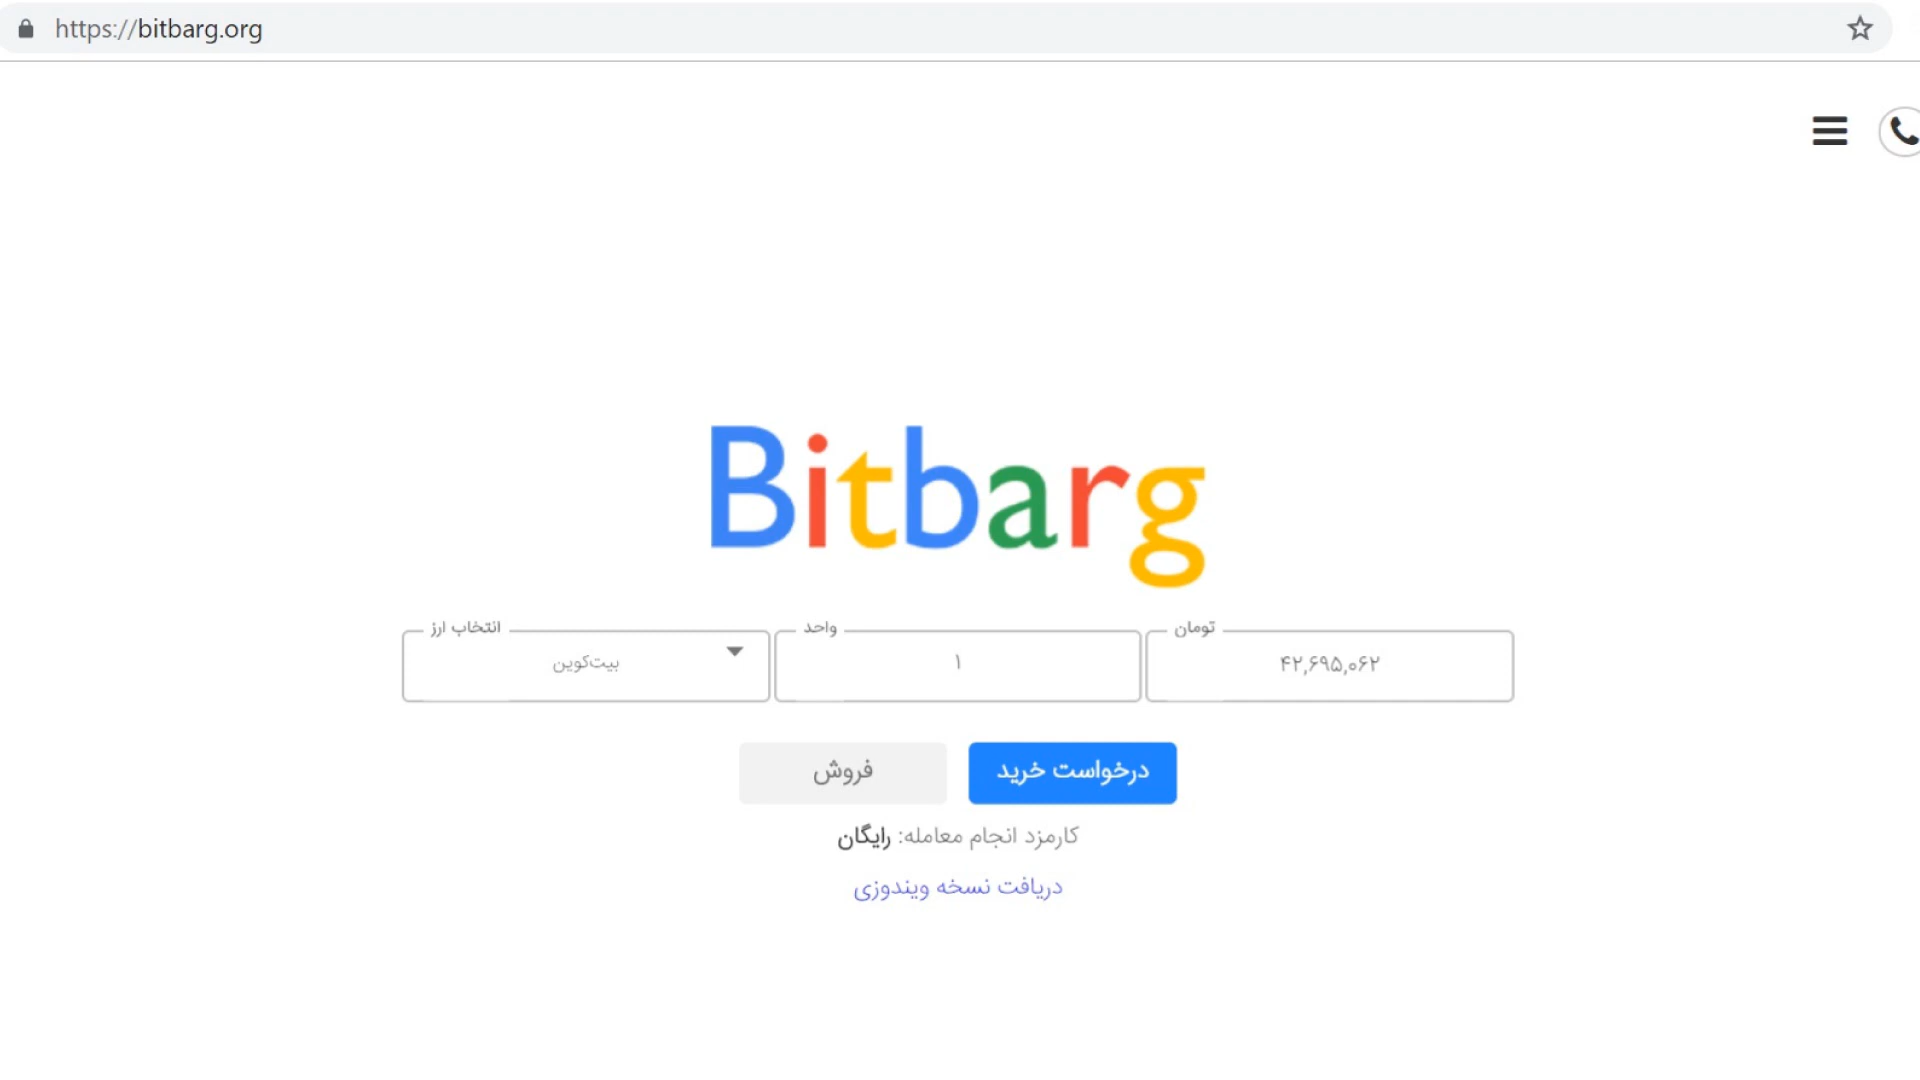 https://bitbarg.org
Bitbarg
انتخاب ارز
واحد
تومان
بیت‌کوین
۱
۴۲,۶۹۵,۰۶۲
فروش
درخواست خرید
کارمزد انجام معامله: رایگان
دریافت نسخه ویندوزی